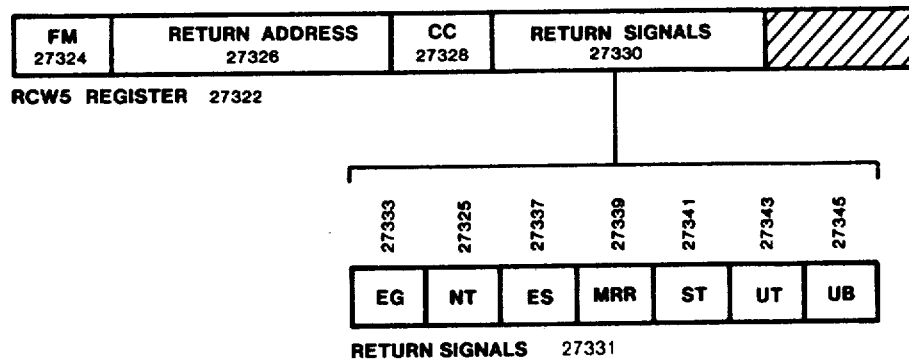 FM RETURN ADDRESS CC RETURN SIGNALS
27324 27326 27328 27330
RCW5 REGISTER 27322
27333 27325 27337 27339 27341 27343 27345
EG NT ES MRR ST UT UB
RETURN SIGNALS 27331